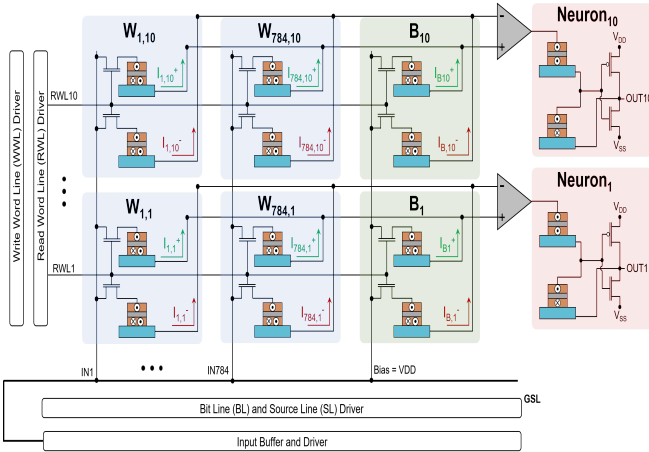 W1,10 W784,10 B10 Neuron10
- +
I1,10+ I784,10+ IB10+
VDD
RWL10
OUT10
I1,10- I784,10- IB,10-
VSS
Write Word Line (WWL) Driver
Read Word Line (RWL) Driver
W1,1 W784,1 B1 Neuron1
- +
I1,1+ I784,1+ IB1+
VDD
RWL1
OUT1
I1,1- I784,1- IB,1-
VSS
IN1 IN784 Bias = VDD
GSL
Bit Line (BL) and Source Line (SL) Driver
Input Buffer and Driver